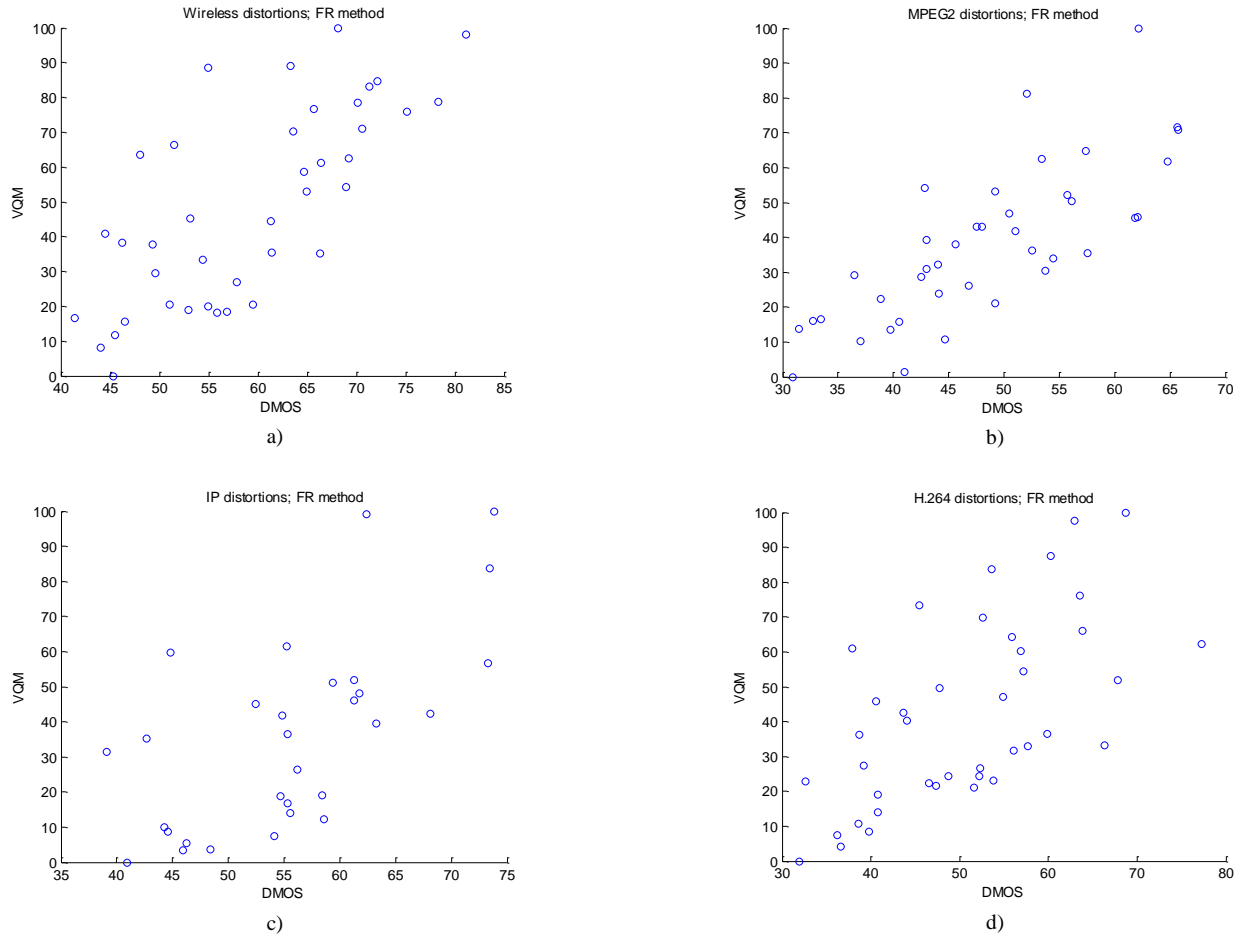 Wireless distortions; FR method
100
90
80
70
60
50
40
30
20
10
0
VQM
40 45 50 55 60 65 70 75 80 85
DMOS
a)
MPEG2 distortions; FR method
100
90
80
70
60
50
40
30
20
10
0
VQM
30 35 40 45 50 55 60 65 70
DMOS
b)
IP distortions; FR method
100
90
80
70
60
50
40
30
20
10
0
VQM
35 40 45 50 55 60 65 70 75
DMOS
c)
H.264 distortions; FR method
100
90
80
70
60
50
40
30
20
10
0
VQM
30 40 50 60 70 80
DMOS
d)